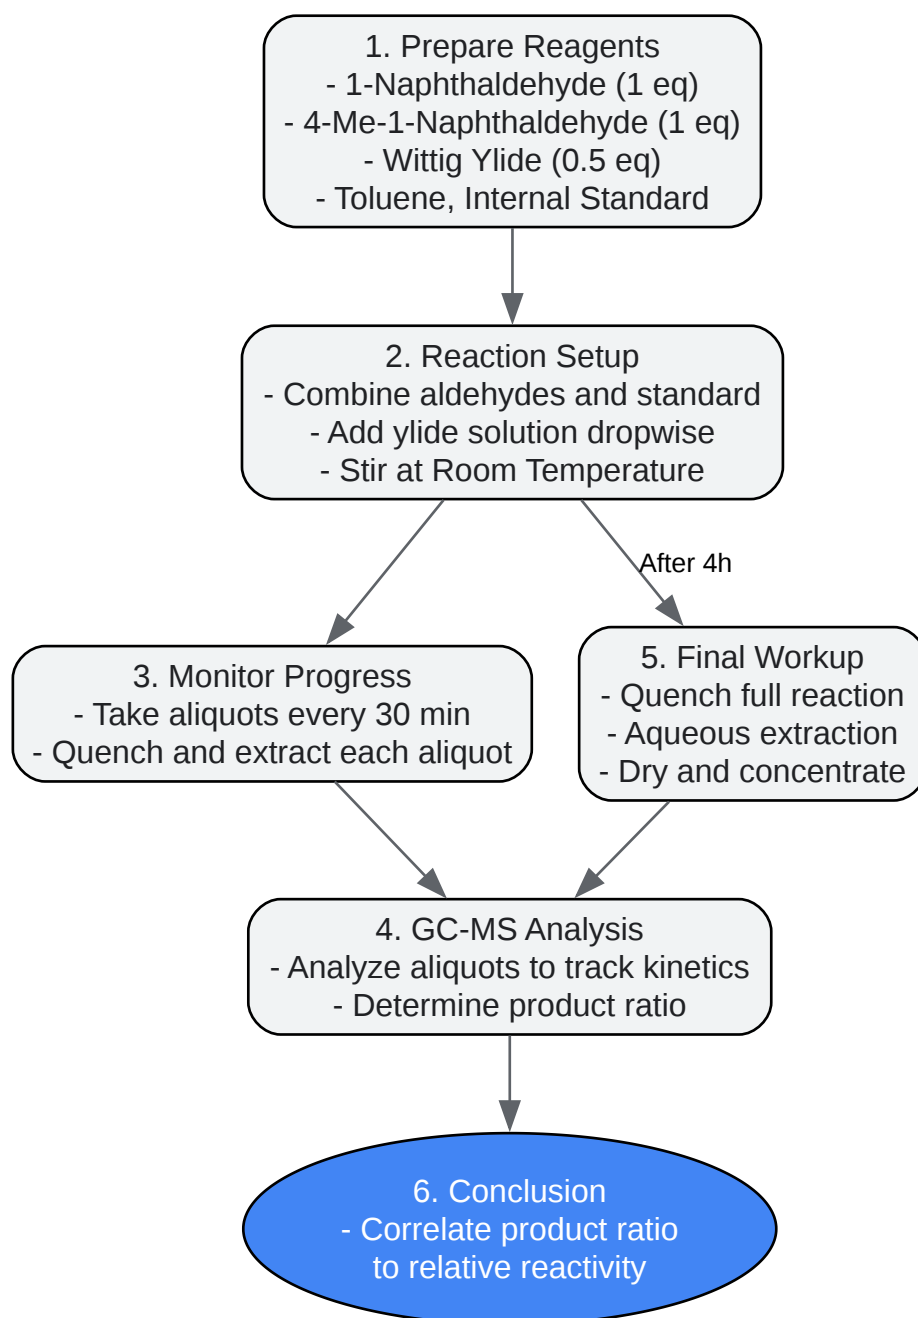 1. Prepare Reagents
- 1-Naphthaldehyde (1 eq)
- 4-Me-1-Naphthaldehyde (1 eq)
- Wittig Ylide (0.5 eq)
- Toluene, Internal Standard
2. Reaction Setup
- Combine aldehydes and standard
- Add ylide solution dropwise
- Stir at Room Temperature
After 4h
3. Monitor Progress
- Take aliquots every 30 min
- Quench and extract each aliquot
5. Final Workup
- Quench full reaction
- Aqueous extraction
- Dry and concentrate
4. GC-MS Analysis
- Analyze aliquots to track kinetics
- Determine product ratio
6. Conclusion
- Correlate product ratio
to relative reactivity